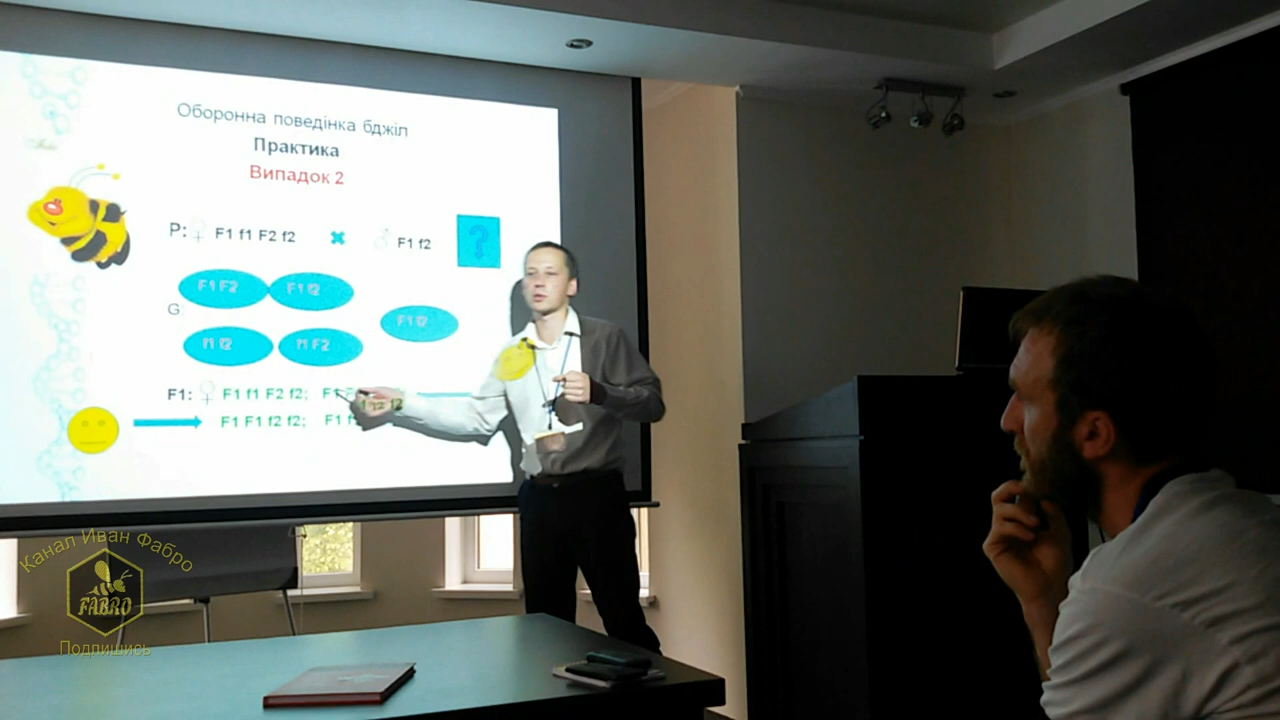 Оборонна поведінка бджіл
Практика
Випадок 2
P: ♀ F1 f1 F2 f2 ✖ ♂ F1 f2 ?
F1 F2 F1 f2
G: F1 f2
f1 f2 f1 F2
F1: ♀ F1 f1 F2 f2;
F1 F1 f2 f2;
Канал Иван Фабро
FABRO
Подпришись